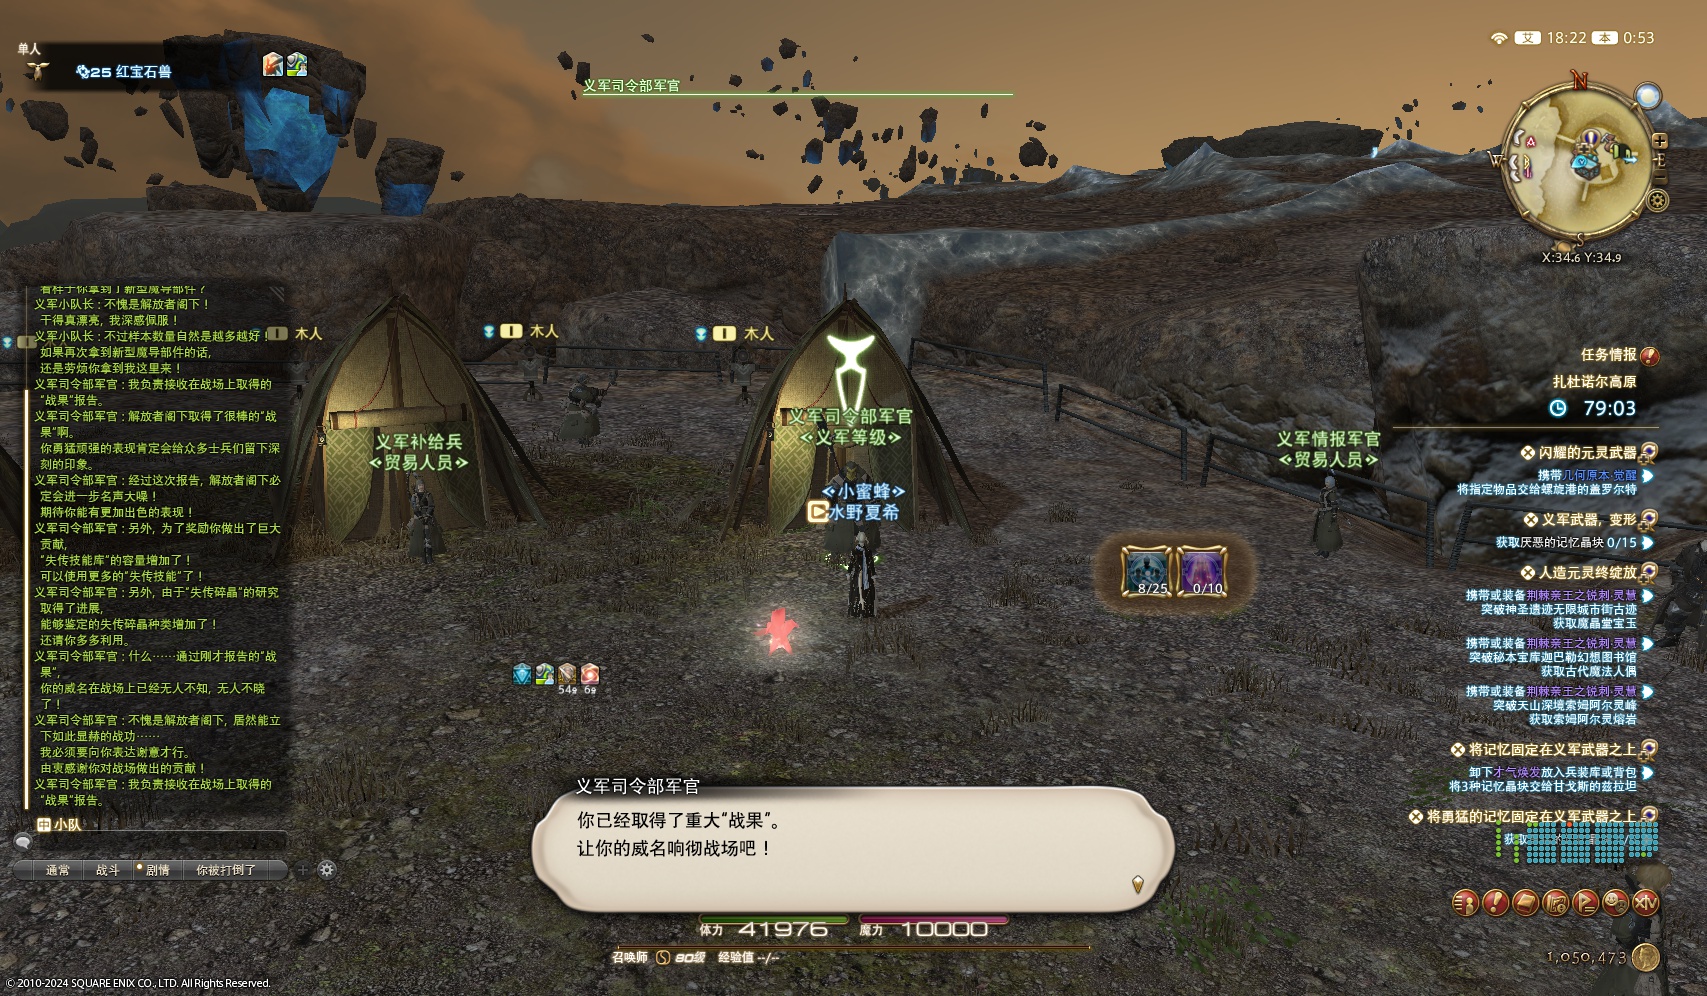 单人
25 红宝石兽
义军司令部军官
艾 18:22 本 0:53
N
W
E
S
X:34.6 Y:34.9
看样子你拿到了新型魔导部件？
义军小队长：不愧是解放者阁下！
干得真漂亮，我深感佩服！
义军小队长：不过样本数量自然是越多越好！
如果再次拿到新型魔导部件的话，
还是劳烦你拿到我这里来！
义军司令部军官：我负责接收在战场上取得的
“战果”报告。
义军司令部军官：解放者阁下取得了很棒的“战
果”啊。
你勇猛顽强的表现肯定会给众多士兵们留下深
刻的印象。
义军司令部军官：经过这次报告，解放者阁下必
定会进一步名声大噪！
期待你能有更加出色的表现！
义军司令部军官：另外，为了奖励你做出了巨大
贡献，
“失传技能库”的容量增加了！
可以使用更多的“失传技能”了！
义军司令部军官：另外，由于“失传碎晶”的研究
取得了进展，
能够鉴定的失传碎晶种类增加了！
还请你多多利用。
义军司令部军官：什么……通过刚才报告的“战
果”，
你的威名在战场上已经无人不知，无人不晓
了！
义军司令部军官：不愧是解放者阁下，居然能立
下如此显赫的战功……
我必须要向你表达谢意才行。
由衷感谢你对战场做出的贡献！
义军司令部军官：我负责接收在战场上取得的
“战果”报告。
小队
通常 战斗 剧情 你被打倒了
木人
木人
木人
义军补给兵
贸易人员
义军司令部军官
义军等级
义军情报军官
贸易人员
小蜜蜂
水野夏希
8/25 0/10
54g 6g
任务情报
扎杜诺尔高原
79:03
闪耀的元灵武器
携带几何原本·觉醒
将指定物品交给螺旋港的盖罗尔特
义军武器，变形
获取厌恶的记忆晶块 0/15
人造元灵终绽放
携带或装备荆棘亲王之锐刺·灵慧
突破神圣遗迹无限城市街古迹
获取魔晶堂宝玉
携带或装备荆棘亲王之锐刺·灵慧
突破秘本宝库迦巴勒幻想图书馆
获取古代魔法人偶
携带或装备荆棘亲王之锐刺·灵慧
突破天山深境索姆阿尔灵峰
获取索姆阿尔灵熔岩
将记忆固定在义军武器之上
卸下才气焕发放入兵装库或背包
将3种记忆晶块交给甘戈斯的兹拉坦
将勇猛的记忆固定在义军武器之上
义军司令部军官
你已经取得了重大“战果”。
让你的威名响彻战场吧！
体力 41976 魔力 10000
召唤师 80级 经验值 --/--
1,050,473
© 2010-2024 SQUARE ENIX CO., LTD. All Rights Reserved.